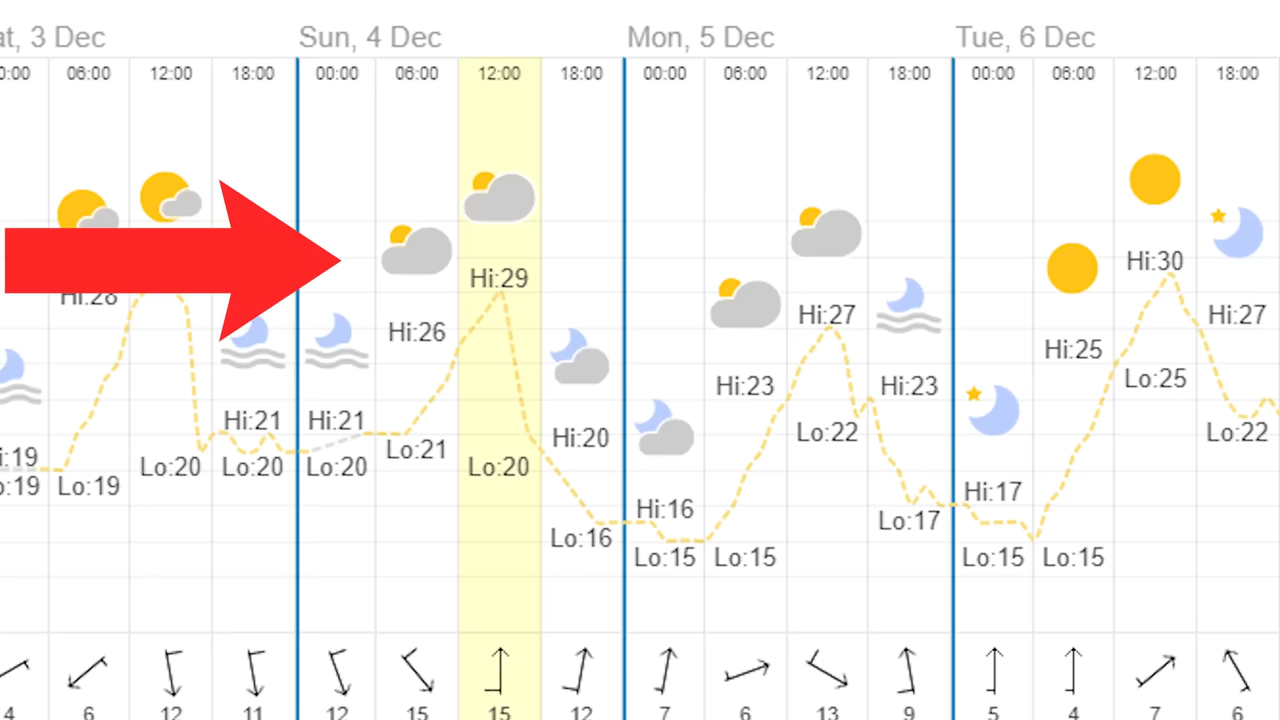 at, 3 Dec Sun, 4 Dec Mon, 5 Dec Tue, 6 Dec
0:00 06:00 12:00 18:00 00:00 06:00 12:00 18:00 00:00 06:00 12:00 18:00 00:00 06:00 12:00 18:00
Hi:30
Hi:29
Hi:28
Hi:27 Hi:27
Hi:26
Hi:25
Lo:25
Hi:23 Hi:23
Hi:21 Hi:21
Lo:22 Lo:22
Hi:20
Lo:21
i:19
Lo:20 Lo:20 Lo:20 Lo:20
o:19 Lo:19
Hi:17
Hi:16
Lo:17
Lo:16
Lo:15 Lo:15 Lo:15 Lo:15
4 6 12 11 12 15 15 12 7 6 13 9 5 4 7 6